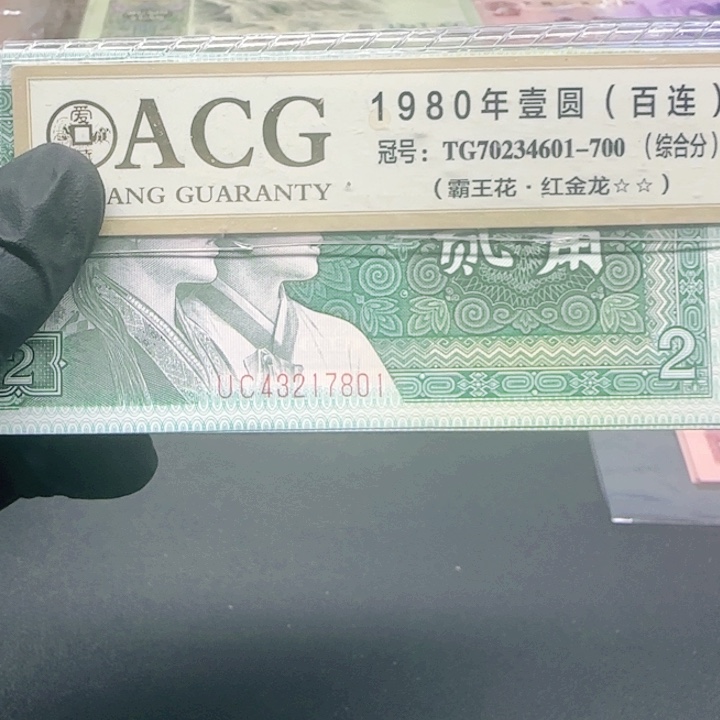 ACG
ANG GUARANTY
1980年壹圆（百连）
冠号：TG70234601-700（综合分）
（霸王花·红金龙☆☆）
贰角
2
UC43217801
2